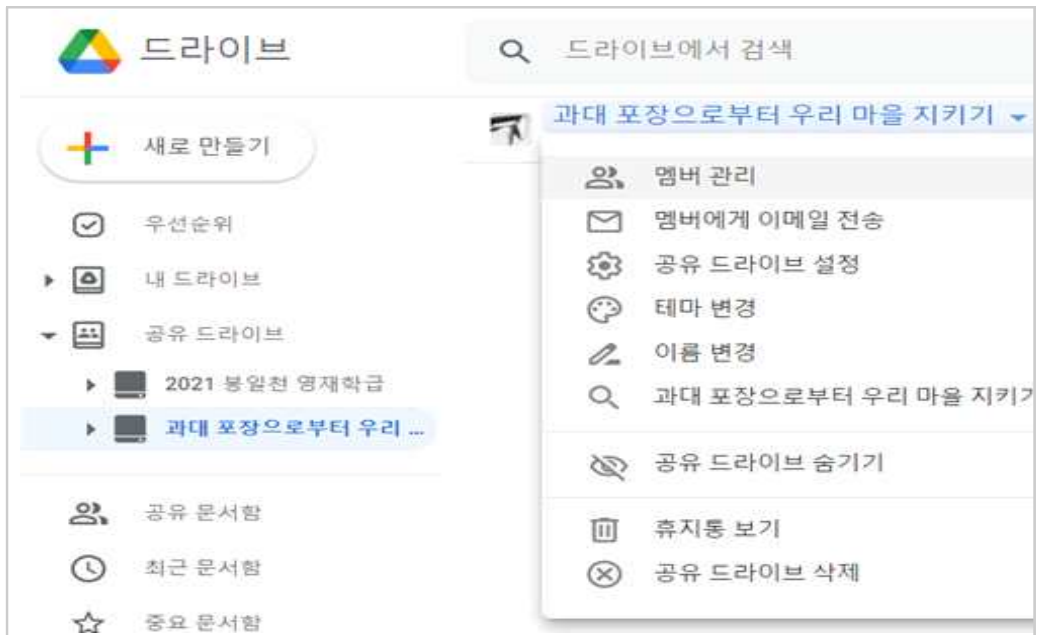 드라이브
드라이브에서 검색
새로 만들기
우선순위
내 드라이브
공유 드라이브
2021 봉일천 영재학급
과대 포장으로부터 우리 ...
공유 문서함
최근 문서함
중요 문서함
과대 포장으로부터 우리 마을 지키기
멤버 관리
멤버에게 이메일 전송
공유 드라이브 설정
테마 변경
이름 변경
과대 포장으로부터 우리 마을 지키기
공유 드라이브 숨기기
휴지통 보기
공유 드라이브 삭제